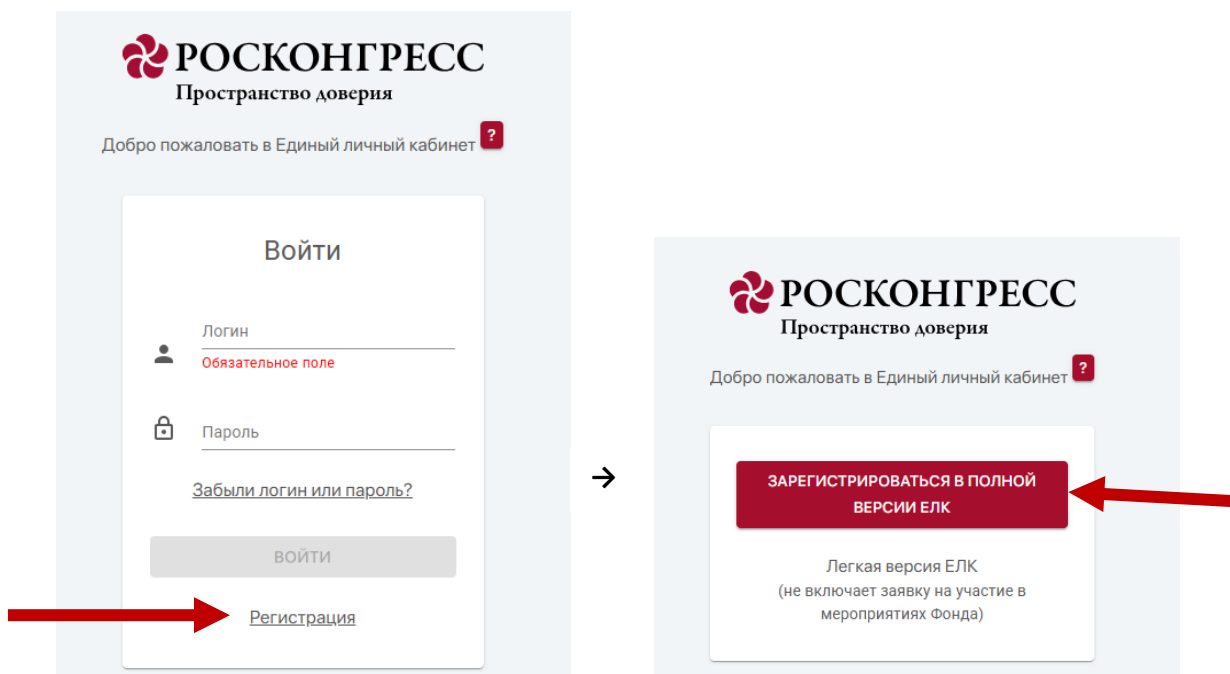 РОСКОНГРЕСС
Пространство доверия
Добро пожаловать в Единый личный кабинет ?
Войти
Логин
Обязательное поле
Пароль
Забыли логин или пароль?
ВОЙТИ
Регистрация
→
РОСКОНГРЕСС
Пространство доверия
Добро пожаловать в Единый личный кабинет ?
ЗАРЕГИСТРИРОВАТЬСЯ В ПОЛНОЙ
ВЕРСИИ ЕЛК
Легкая версия ЕЛК
(не включает заявку на участие в
мероприятиях Фонда)